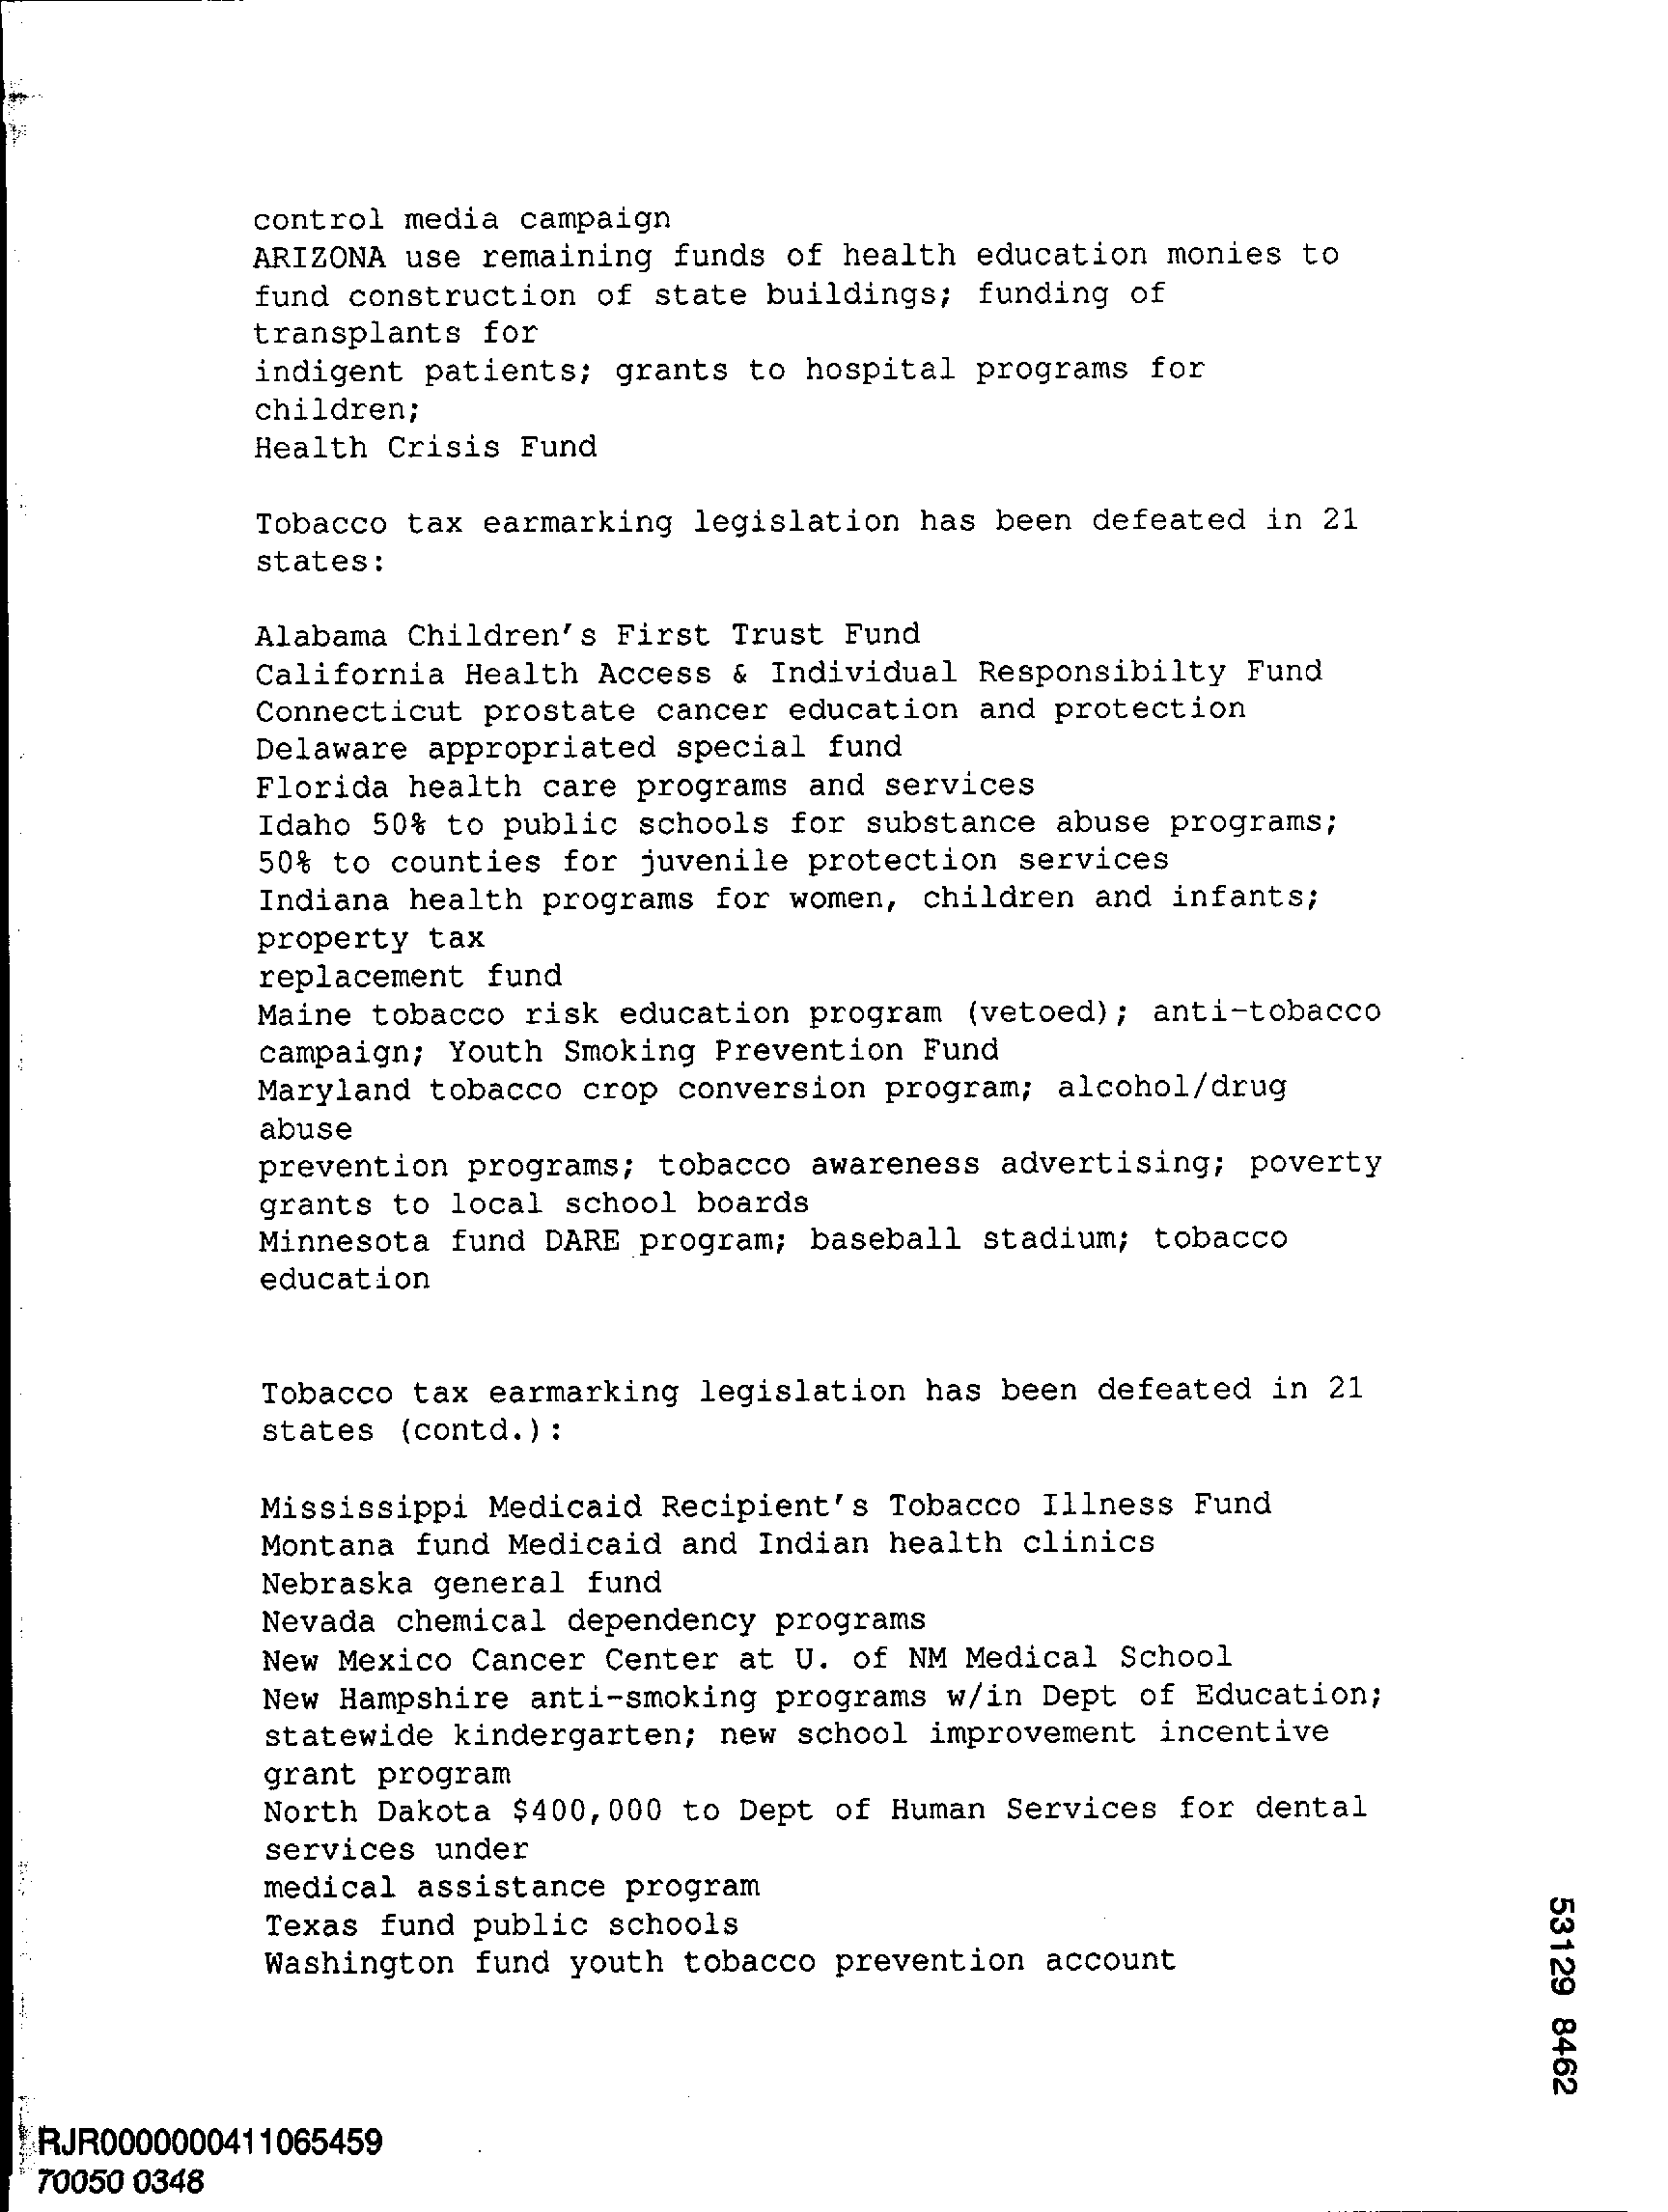 control media campaign
ARIZONA use remaining funds of health education monies to
fund construction of state buildings; funding of
transplants for
indigent patients; grants to hospital programs for
children;
Health Crisis Fund
Tobacco tax earmarking legislation has been defeated in 21
states:
Alabama Children's First Trust Fund
California Health Access & Individual Responsibilty Fund
Connecticut prostate cancer education and protection
Delaware appropriated special fund
Florida health care programs and services
Idaho 50% to public schools for substance abuse programs;
50% to counties for juvenile protection services
Indiana health programs for women, children and infants;
property tax
replacement fund
Maine tobacco risk education program (vetoed); anti-tobacco
campaign; Youth Smoking Prevention Fund
Maryland tobacco crop conversion program; alcohol/drug
abuse
prevention programs; tobacco awareness advertising; poverty
grants to local school boards
Minnesota fund DARE program; baseball stadium; tobacco
education
Tobacco tax earmarking legislation has been defeated in 21
states (contd.):
Mississippi Medicaid Recipient's Tobacco Illness Fund
Montana fund Medicaid and Indian health clinics
Nebraska general fund
Nevada chemical dependency programs
New Mexico Cancer Center at U. of NM Medical School
New Hampshire anti-smoking programs w/in Dept of Education;
statewide kindergarten; new school improvement incentive
grant program
North Dakota $400,000 to Dept of Human Services for dental
services under
medical assistance program
Texas fund public schools
Washington fund youth tobacco prevention account
53129 8462
RJR0000000411065459
70050 0348